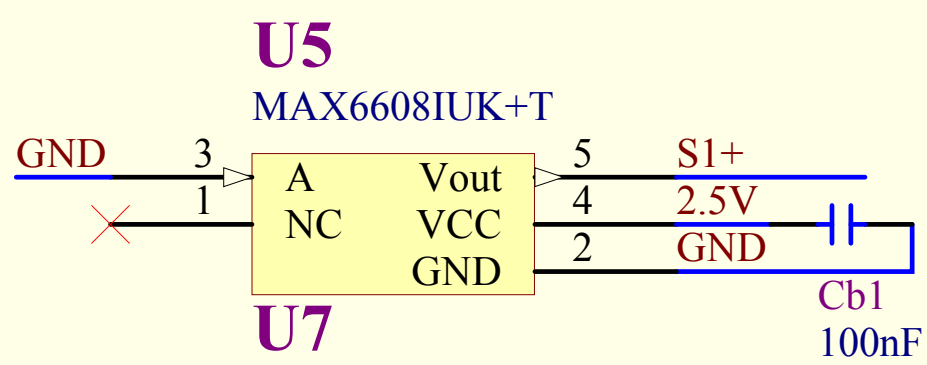 U5
MAX6608IUK+T
GND 3 A Vout 5 S1+
1 NC VCC 4 2.5V
GND 2 GND
U7 Cb1
100nF